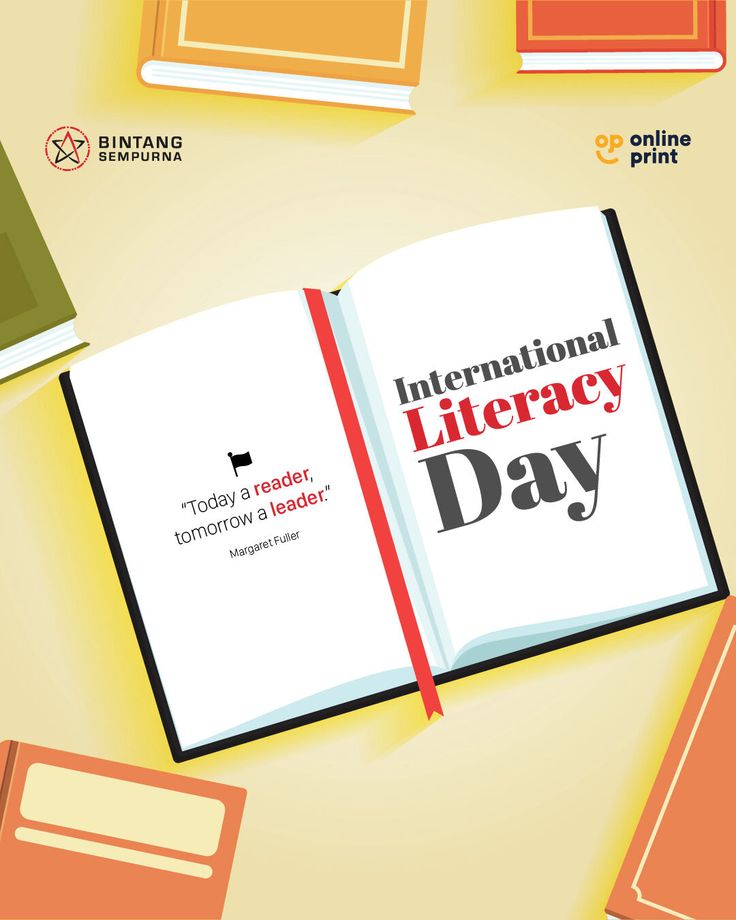 BINTANG
SEMPURNA
op online
print
“Today a reader,
tomorrow a leader.”
Margaret Fuller
International
Literacy
Day